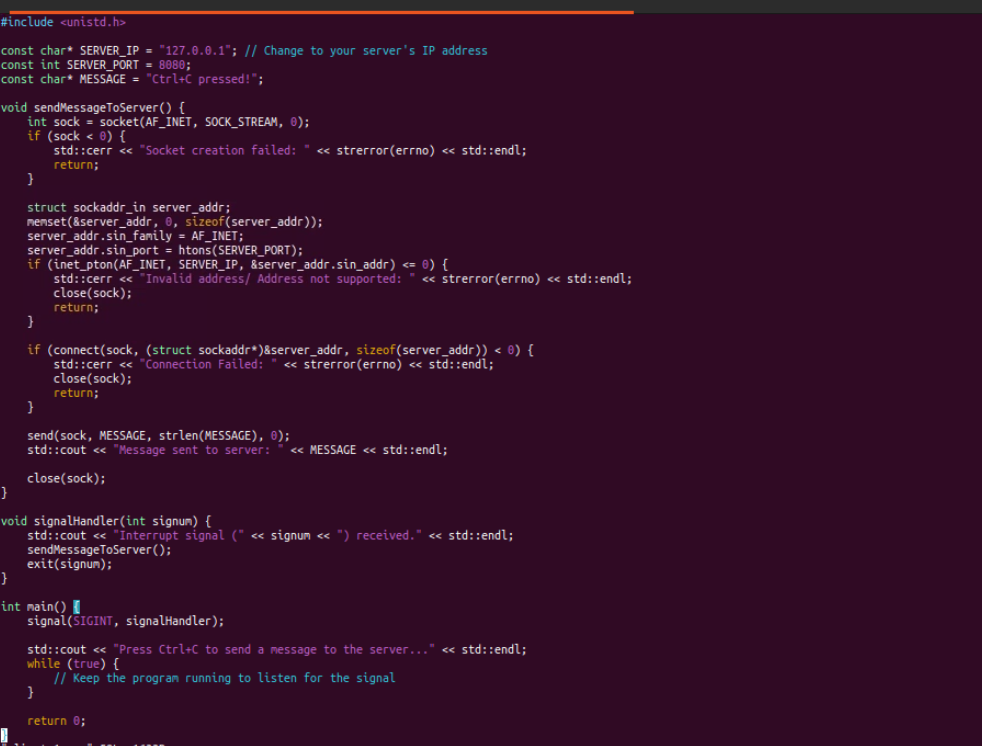 #include <unistd.h>

const char* SERVER_IP = "127.0.0.1"; // Change to your server's IP address
const int SERVER_PORT = 8080;
const char* MESSAGE = "Ctrl+C pressed!";

void sendMessageToServer() {
    int sock = socket(AF_INET, SOCK_STREAM, 0);
    if (sock < 0) {
        std::cerr << "Socket creation failed: " << strerror(errno) << std::endl;
        return;
    }

    struct sockaddr_in server_addr;
    memset(&server_addr, 0, sizeof(server_addr));
    server_addr.sin_family = AF_INET;
    server_addr.sin_port = htons(SERVER_PORT);
    if (inet_pton(AF_INET, SERVER_IP, &server_addr.sin_addr) <= 0) {
        std::cerr << "Invalid address/ Address not supported: " << strerror(errno) << std::endl;
        close(sock);
        return;
    }

    if (connect(sock, (struct sockaddr*)&server_addr, sizeof(server_addr)) < 0) {
        std::cerr << "Connection Failed: " << strerror(errno) << std::endl;
        close(sock);
        return;
    }

    send(sock, MESSAGE, strlen(MESSAGE), 0);
    std::cout << "Message sent to server: " << MESSAGE << std::endl;

    close(sock);
}

void signalHandler(int signum) {
    std::cout << "Interrupt signal (" << signum << ") received." << std::endl;
    sendMessageToServer();
    exit(signum);
}

int main() {
    signal(SIGINT, signalHandler);

    std::cout << "Press Ctrl+C to send a message to the server..." << std::endl;
    while (true) {
        // Keep the program running to listen for the signal
    }

    return 0;
}